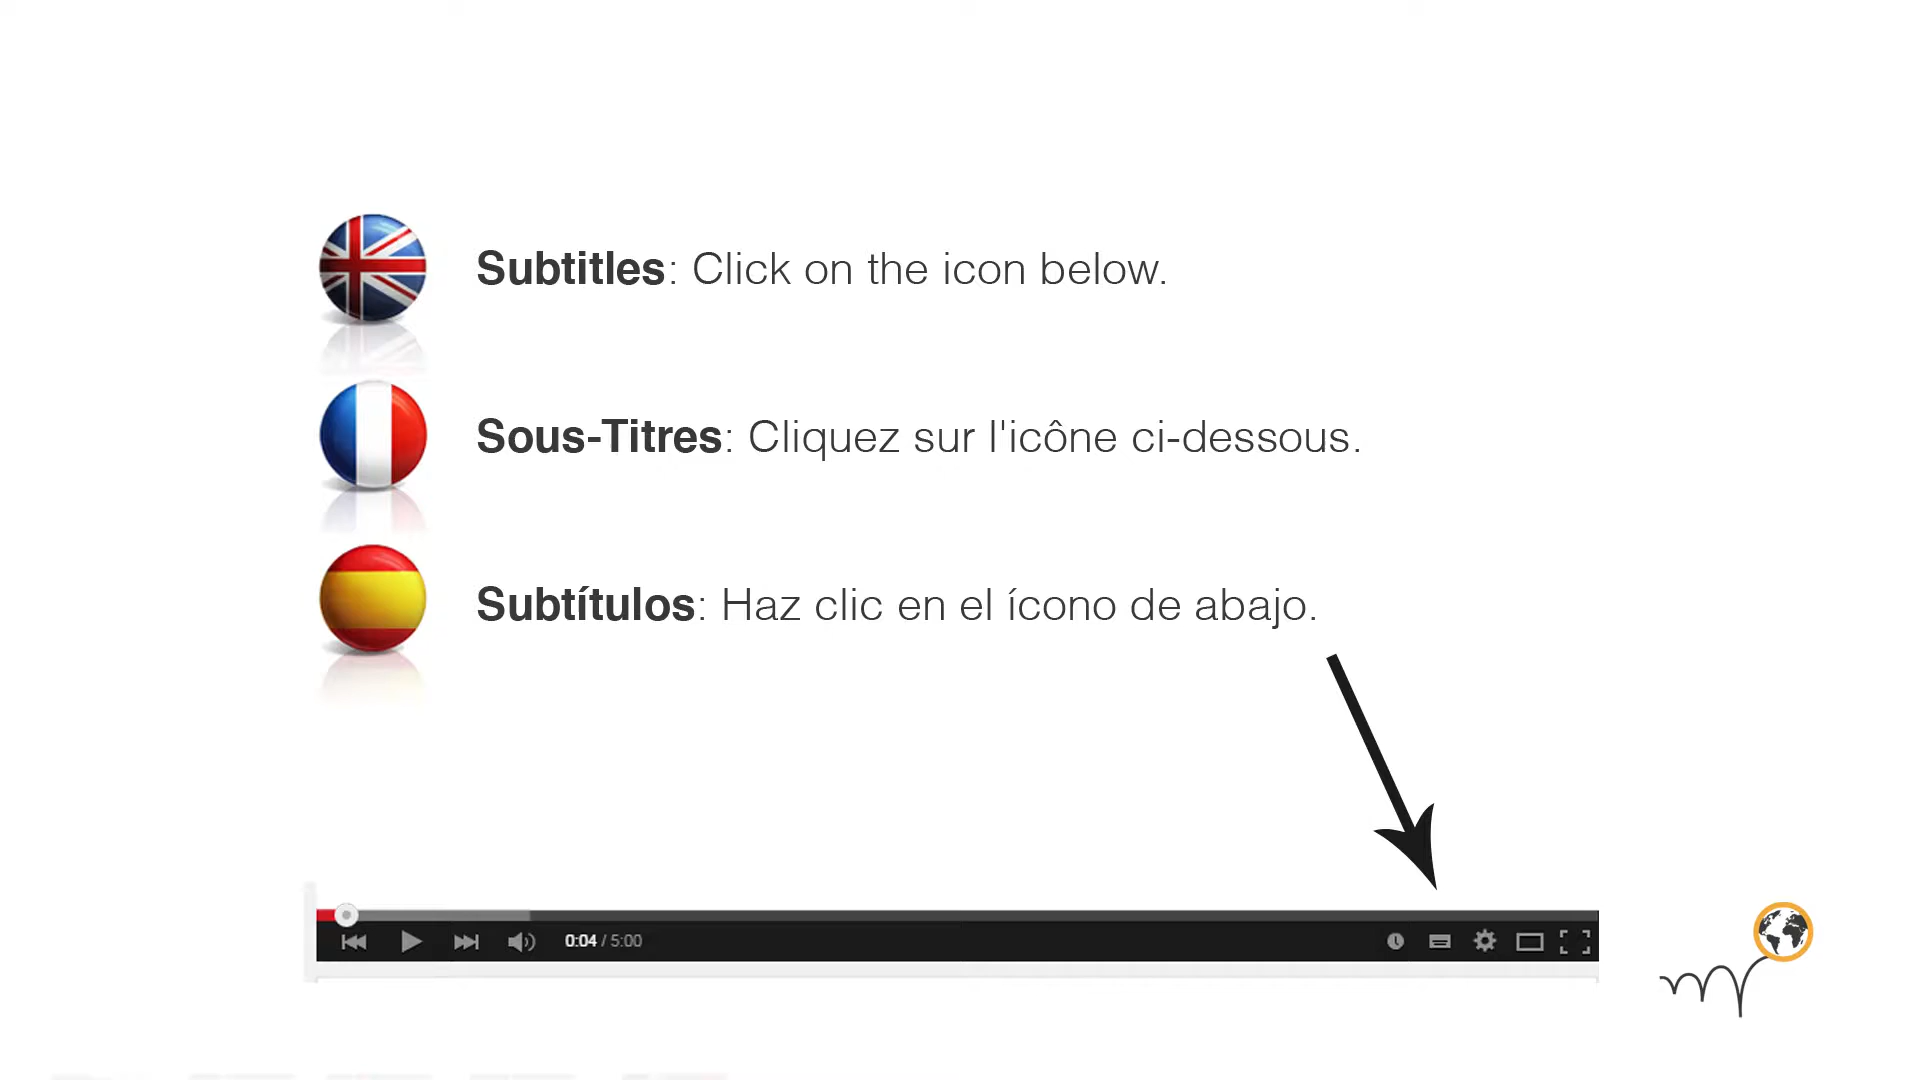 Subtitles: Click on the icon below.
Sous-Titres: Cliquez sur l'icône ci-dessous.
Subtítulos: Haz clic en el ícono de abajo.
0:04 / 5:00